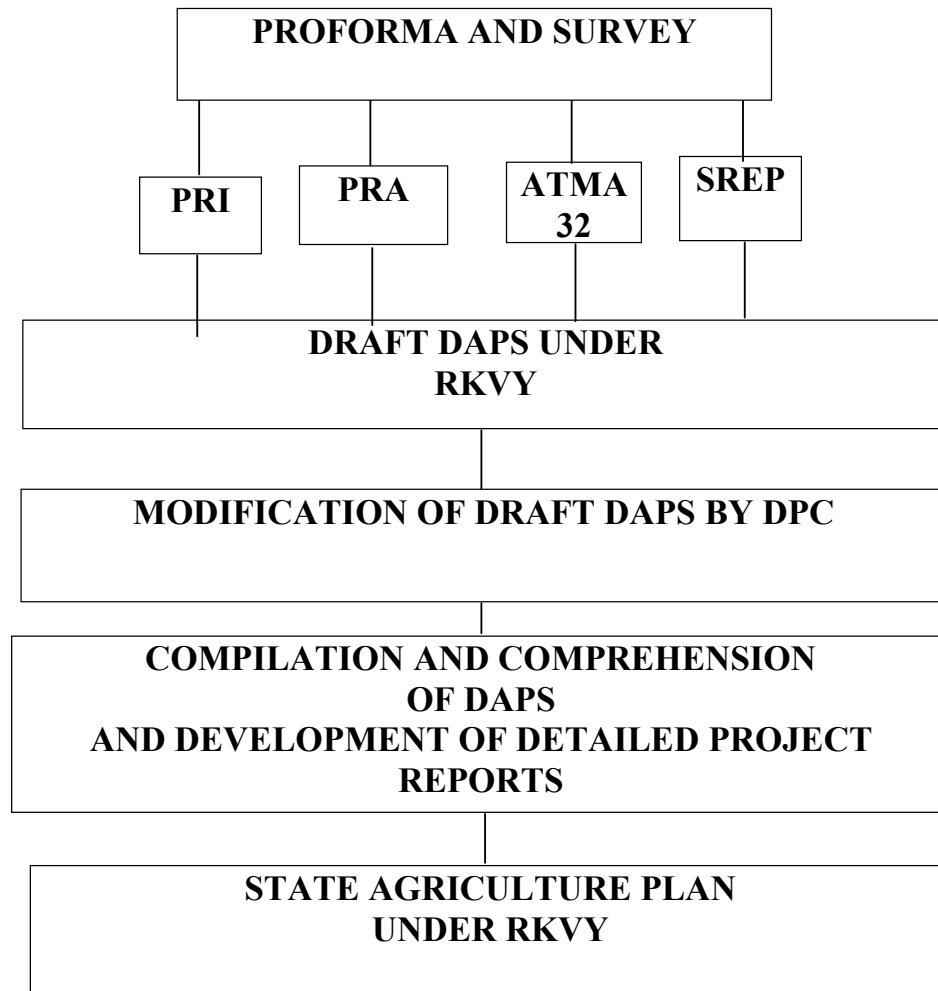 PROFORMA AND SURVEY
PRI
PRA
ATMA
32
SREP
DRAFT DAPS UNDER
RKVY
MODIFICATION OF DRAFT DAPS BY DPC
COMPILATION AND COMPREHENSION
OF DAPS
AND DEVELOPMENT OF DETAILED PROJECT
REPORTS
STATE AGRICULTURE PLAN
UNDER RKVY